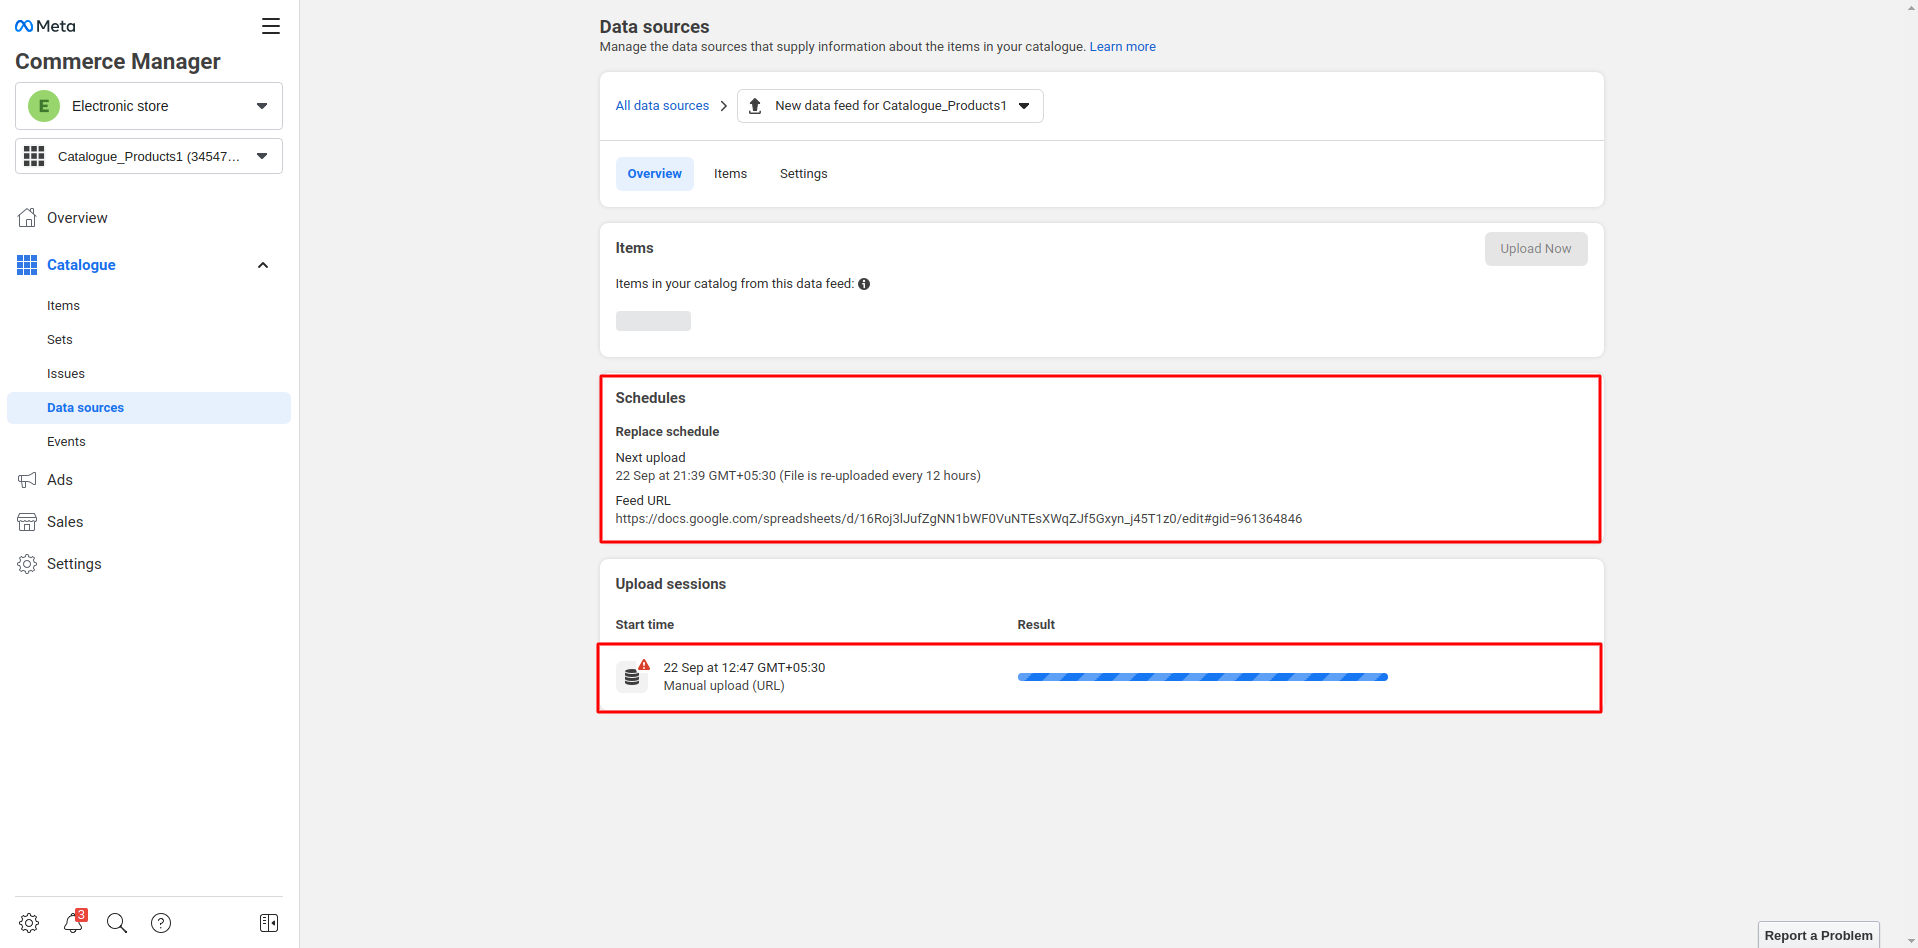 Meta
Commerce Manager
E
Electronic store
Catalogue_Products1 (34547...
Overview
Catalogue
Items
Sets
Issues
Data sources
Events
Ads
Sales
Settings
3
?
Data sources
Manage the data sources that supply information about the items in your catalogue. Learn more
All data sources
New data feed for Catalogue_Products1
Overview
Items
Settings
Items
Upload Now
Items in your catalog from this data feed:
Schedules
Replace schedule
Next upload
22 Sep at 21:39 GMT+05:30 (File is re-uploaded every 12 hours)
Feed URL
https://docs.google.com/spreadsheets/d/16Roj3lJufZgNN1bWF0VuNTEsXWqZJf5Gxyn_j45T1z0/edit#gid=961364846
Upload sessions
Start time
Result
22 Sep at 12:47 GMT+05:30
Manual upload (URL)
Report a Problem